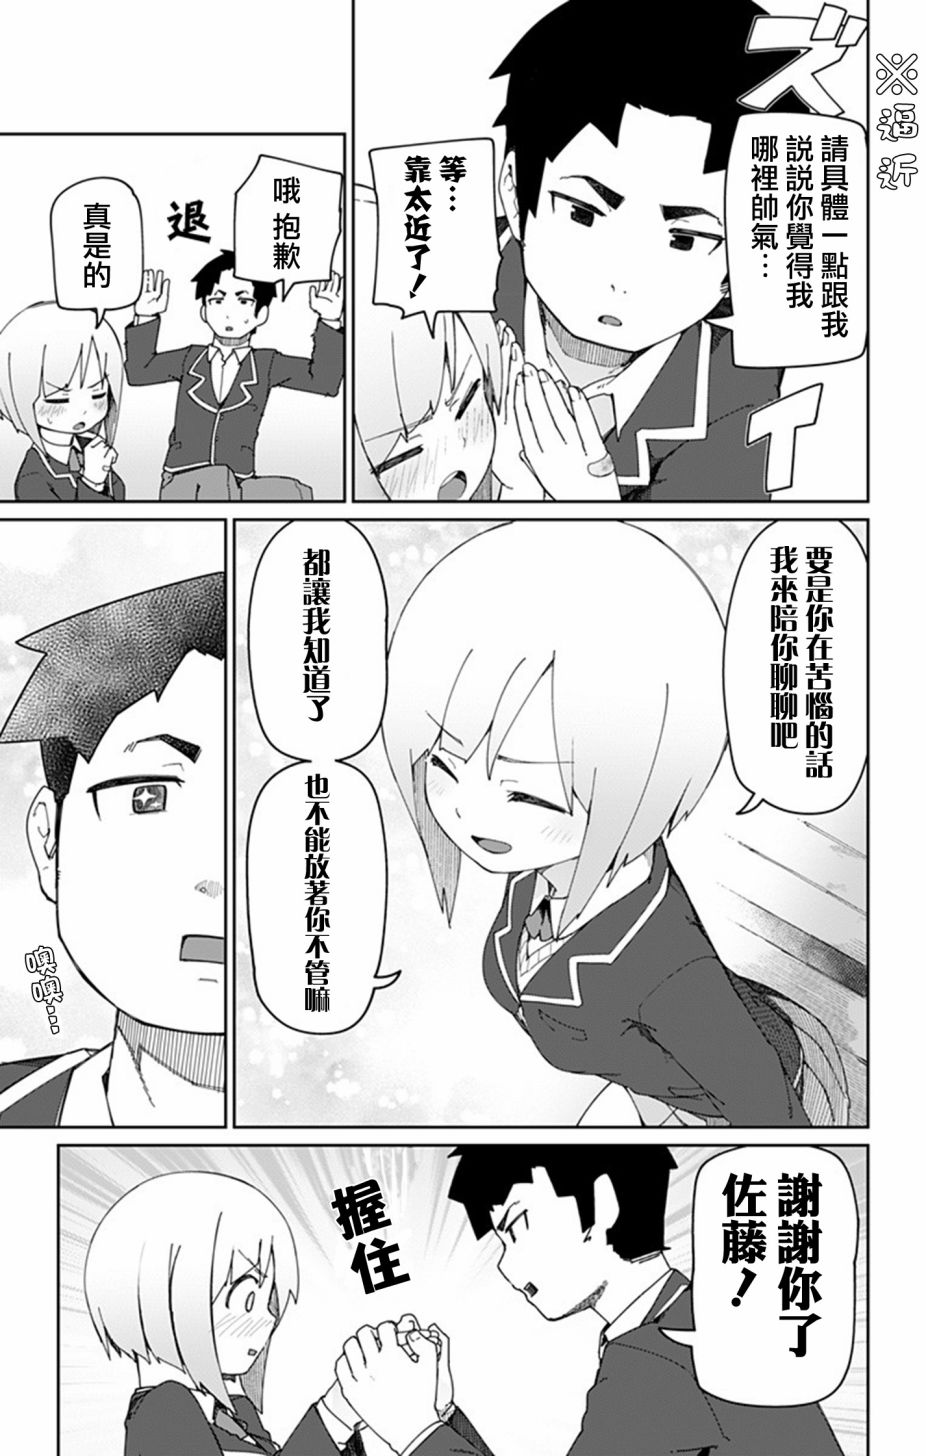 ※逼近
ズ
イ
請具體一點跟我
說說你覺得我
哪裡帥氣…
等…
靠太近了！
哦 抱歉
退
真是的
要是你在苦惱的話
我來陪你聊聊吧
都讓我知道了
也不能放著你不管嘛
噢噢…
謝謝你了
佐藤！
握住